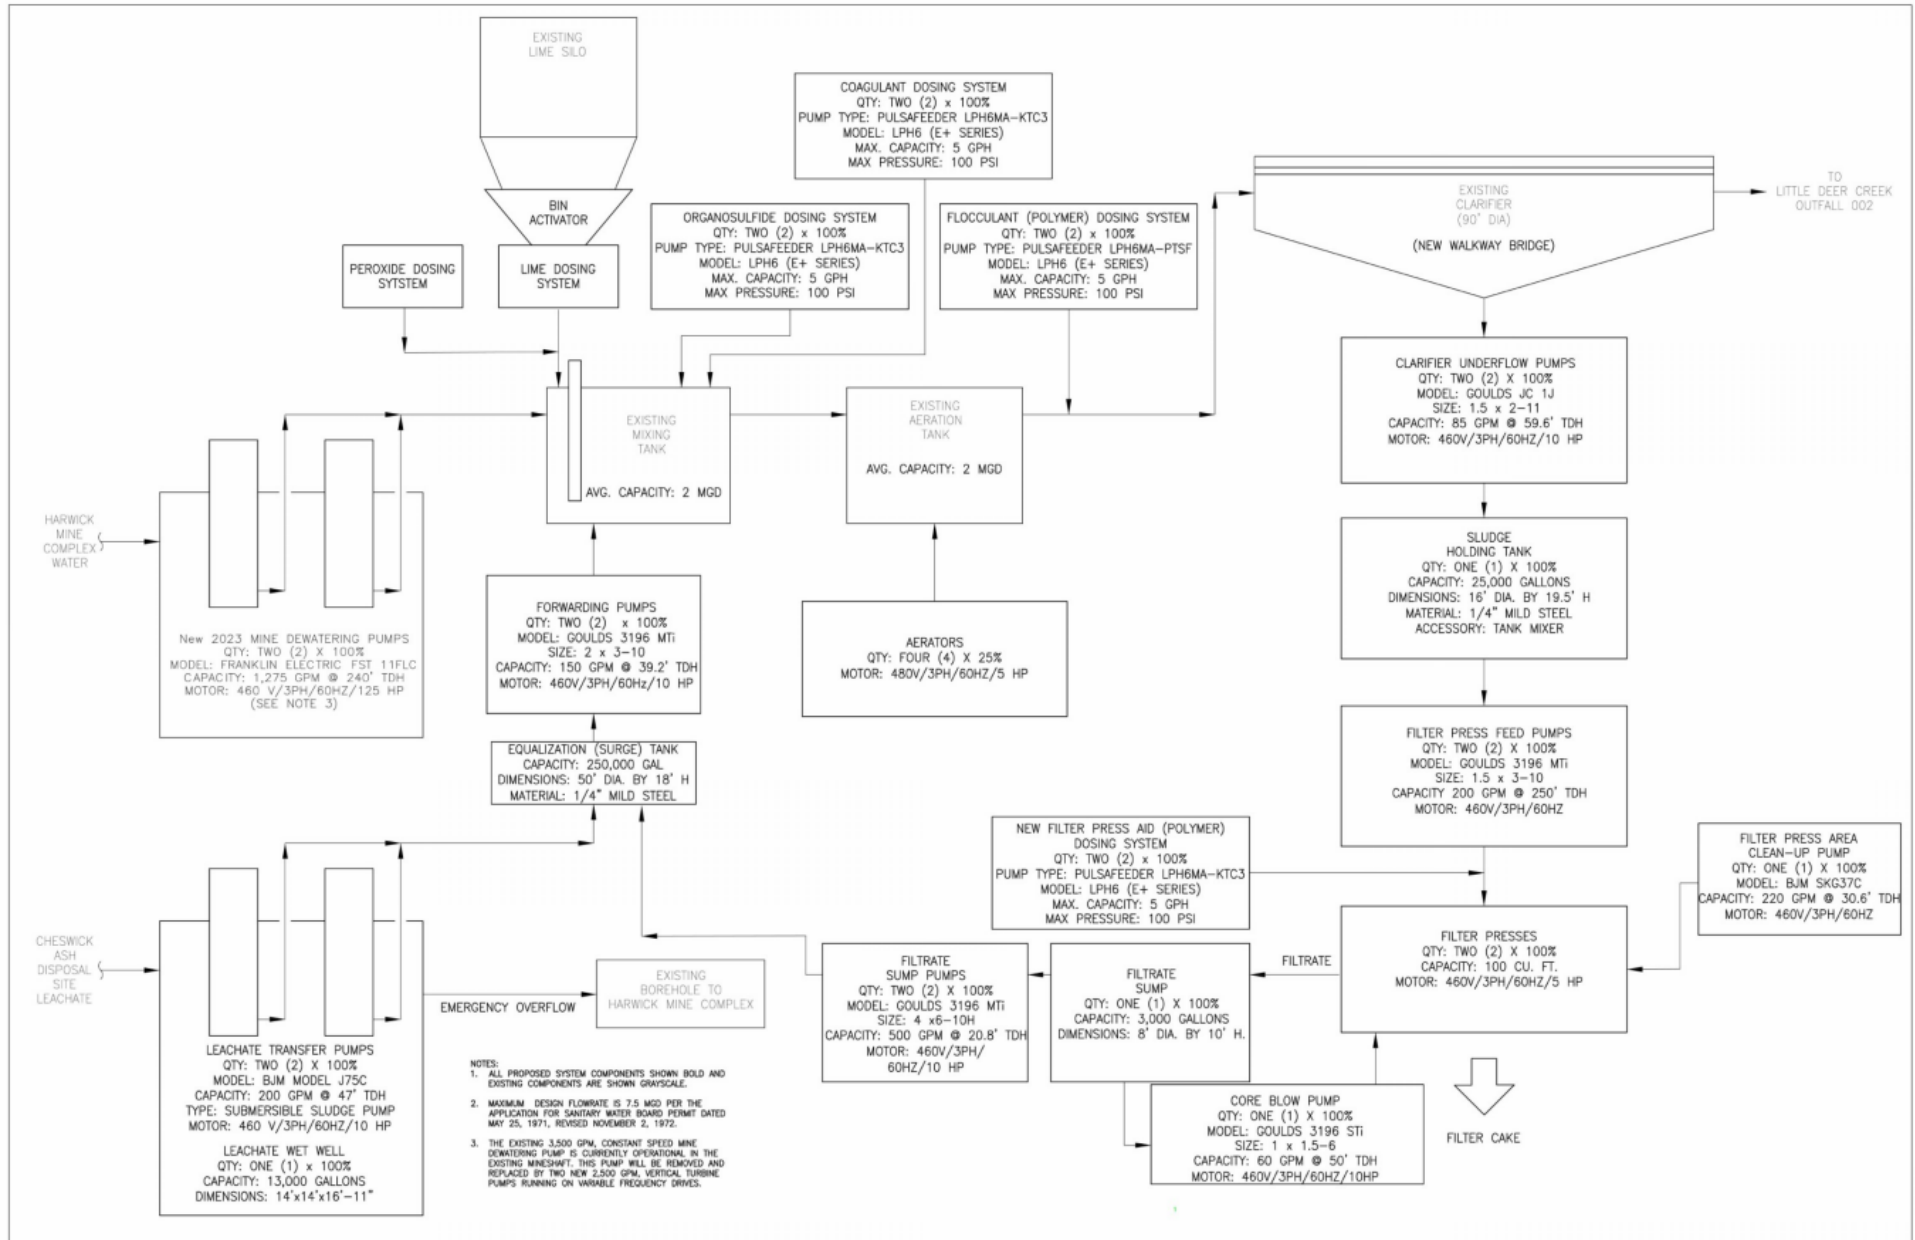 EXISTING
LIME SILO
BIN
ACTIVATOR
PEROXIDE DOSING
SYTSTEM
LIME DOSING
SYSTEM
ORGANOSULFIDE DOSING SYSTEM
QTY: TWO (2) x 100%
PUMP TYPE: PULSAFEEDER LPH6MA-KTC3
MODEL: LPH6 (E+ SERIES)
MAX. CAPACITY: 5 GPH
MAX PRESSURE: 100 PSI
COAGULANT DOSING SYSTEM
QTY: TWO (2) x 100%
PUMP TYPE: PULSAFEEDER LPH6MA-KTC3
MODEL: LPH6 (E+ SERIES)
MAX. CAPACITY: 5 GPH
MAX PRESSURE: 100 PSI
FLOCCULANT (POLYMER) DOSING SYSTEM
QTY: TWO (2) x 100%
PUMP TYPE: PULSAFEEDER LPH6MA-PTSF
MODEL: LPH6 (E+ SERIES)
MAX. CAPACITY: 5 GPH
MAX PRESSURE: 100 PSI
EXISTING
CLARIFIER
(90' DIA)
(NEW WALKWAY BRIDGE)
TO
LITTLE DEER CREEK
OUTFALL 002
EXISTING
MIXING
TANK
AVG. CAPACITY: 2 MGD
EXISTING
AERATION
TANK
AVG. CAPACITY: 2 MGD
CLARIFIER UNDERFLOW PUMPS
QTY: TWO (2) X 100%
MODEL: GOULDS JC 1J
SIZE: 1.5 x 2-11
CAPACITY: 85 GPM @ 59.6' TDH
MOTOR: 460V/3PH/60HZ/10 HP
HARWICK
MINE
COMPLEX
WATER
New 2023 MINE DEWATERING PUMPS
QTY: TWO (2) X 100%
MODEL: FRANKLIN ELECTRIC FST 11FLC
CAPACITY: 1,275 GPM @ 240' TDH
MOTOR: 460 V/3PH/60HZ/125 HP
(SEE NOTE 3)
FORWARDING PUMPS
QTY: TWO (2) x 100%
MODEL: GOULDS 3196 MTi
SIZE: 2 x 3-10
CAPACITY: 150 GPM @ 39.2' TDH
MOTOR: 460V/3PH/60Hz/10 HP
AERATORS
QTY: FOUR (4) X 25%
MOTOR: 480V/3PH/60HZ/5 HP
SLUDGE
HOLDING TANK
QTY: ONE (1) X 100%
CAPACITY: 25,000 GALLONS
DIMENSIONS: 16' DIA. BY 19.5' H
MATERIAL: 1/4" MILD STEEL
ACCESSORY: TANK MIXER
EQUALIZATION (SURGE) TANK
CAPACITY: 250,000 GAL
DIMENSIONS: 50' DIA. BY 18' H
MATERIAL: 1/4" MILD STEEL
FILTER PRESS FEED PUMPS
QTY: TWO (2) X 100%
MODEL: GOULDS 3196 MTi
SIZE: 1.5 x 3-10
CAPACITY 200 GPM @ 250' TDH
MOTOR: 460V/3PH/60HZ
NEW FILTER PRESS AID (POLYMER)
DOSING SYSTEM
QTY: TWO (2) x 100%
PUMP TYPE: PULSAFEEDER LPH6MA-KTC3
MODEL: LPH6 (E+ SERIES)
MAX. CAPACITY: 5 GPH
MAX PRESSURE: 100 PSI
FILTER PRESS AREA
CLEAN-UP PUMP
QTY: ONE (1) X 100%
MODEL: BJM SKG37C
CAPACITY: 220 GPM @ 30.6' TDH
MOTOR: 460V/3PH/60HZ
CHESWICK
ASH
DISPOSAL
SITE
LEACHATE
LEACHATE TRANSFER PUMPS
QTY: TWO (2) X 100%
MODEL: BJM MODEL J75C
CAPACITY: 200 GPM @ 47' TDH
TYPE: SUBMERSIBLE SLUDGE PUMP
MOTOR: 460 V/3PH/60HZ/10 HP
LEACHATE WET WELL
QTY: ONE (1) x 100%
CAPACITY: 13,000 GALLONS
DIMENSIONS: 14'x14'x16'-11"
EMERGENCY OVERFLOW
EXISTING
BOREHOLE TO
HARWICK MINE COMPLEX
FILTRATE
SUMP PUMPS
QTY: TWO (2) X 100%
MODEL: GOULDS 3196 MTi
SIZE: 4 x6-10H
CAPACITY: 500 GPM @ 20.8' TDH
MOTOR: 460V/3PH/
60HZ/10 HP
FILTRATE
SUMP
QTY: ONE (1) X 100%
CAPACITY: 3,000 GALLONS
DIMENSIONS: 8' DIA. BY 10' H.
FILTRATE
FILTER PRESSES
QTY: TWO (2) X 100%
CAPACITY: 100 CU. FT.
MOTOR: 460V/3PH/60HZ/5 HP
CORE BLOW PUMP
QTY: ONE (1) X 100%
MODEL: GOULDS 3196 STi
SIZE: 1 x 1.5-6
CAPACITY: 60 GPM @ 50' TDH
MOTOR: 460V/3PH/60HZ/10HP
FILTER CAKE
NOTES:
1. ALL PROPOSED SYSTEM COMPONENTS SHOWN BOLD AND
EXISTING COMPONENTS ARE SHOWN GRAYSCALE.
2. MAXIMUM DESIGN FLOWRATE IS 7.5 MGD PER THE
APPLICATION FOR SANITARY WATER BOARD PERMIT DATED
MAY 25, 1971, REVISED NOVEMBER 2, 1972.
3. THE EXISTING 3,500 GPM, CONSTANT SPEED MINE
DEWATERING PUMP IS CURRENTLY OPERATIONAL IN THE
EXISTING MINESHAFT. THIS PUMP WILL BE REMOVED AND
REPLACED BY TWO NEW 2,500 GPM, VERTICAL TURBINE
PUMPS RUNNING ON VARIABLE FREQUENCY DRIVES.